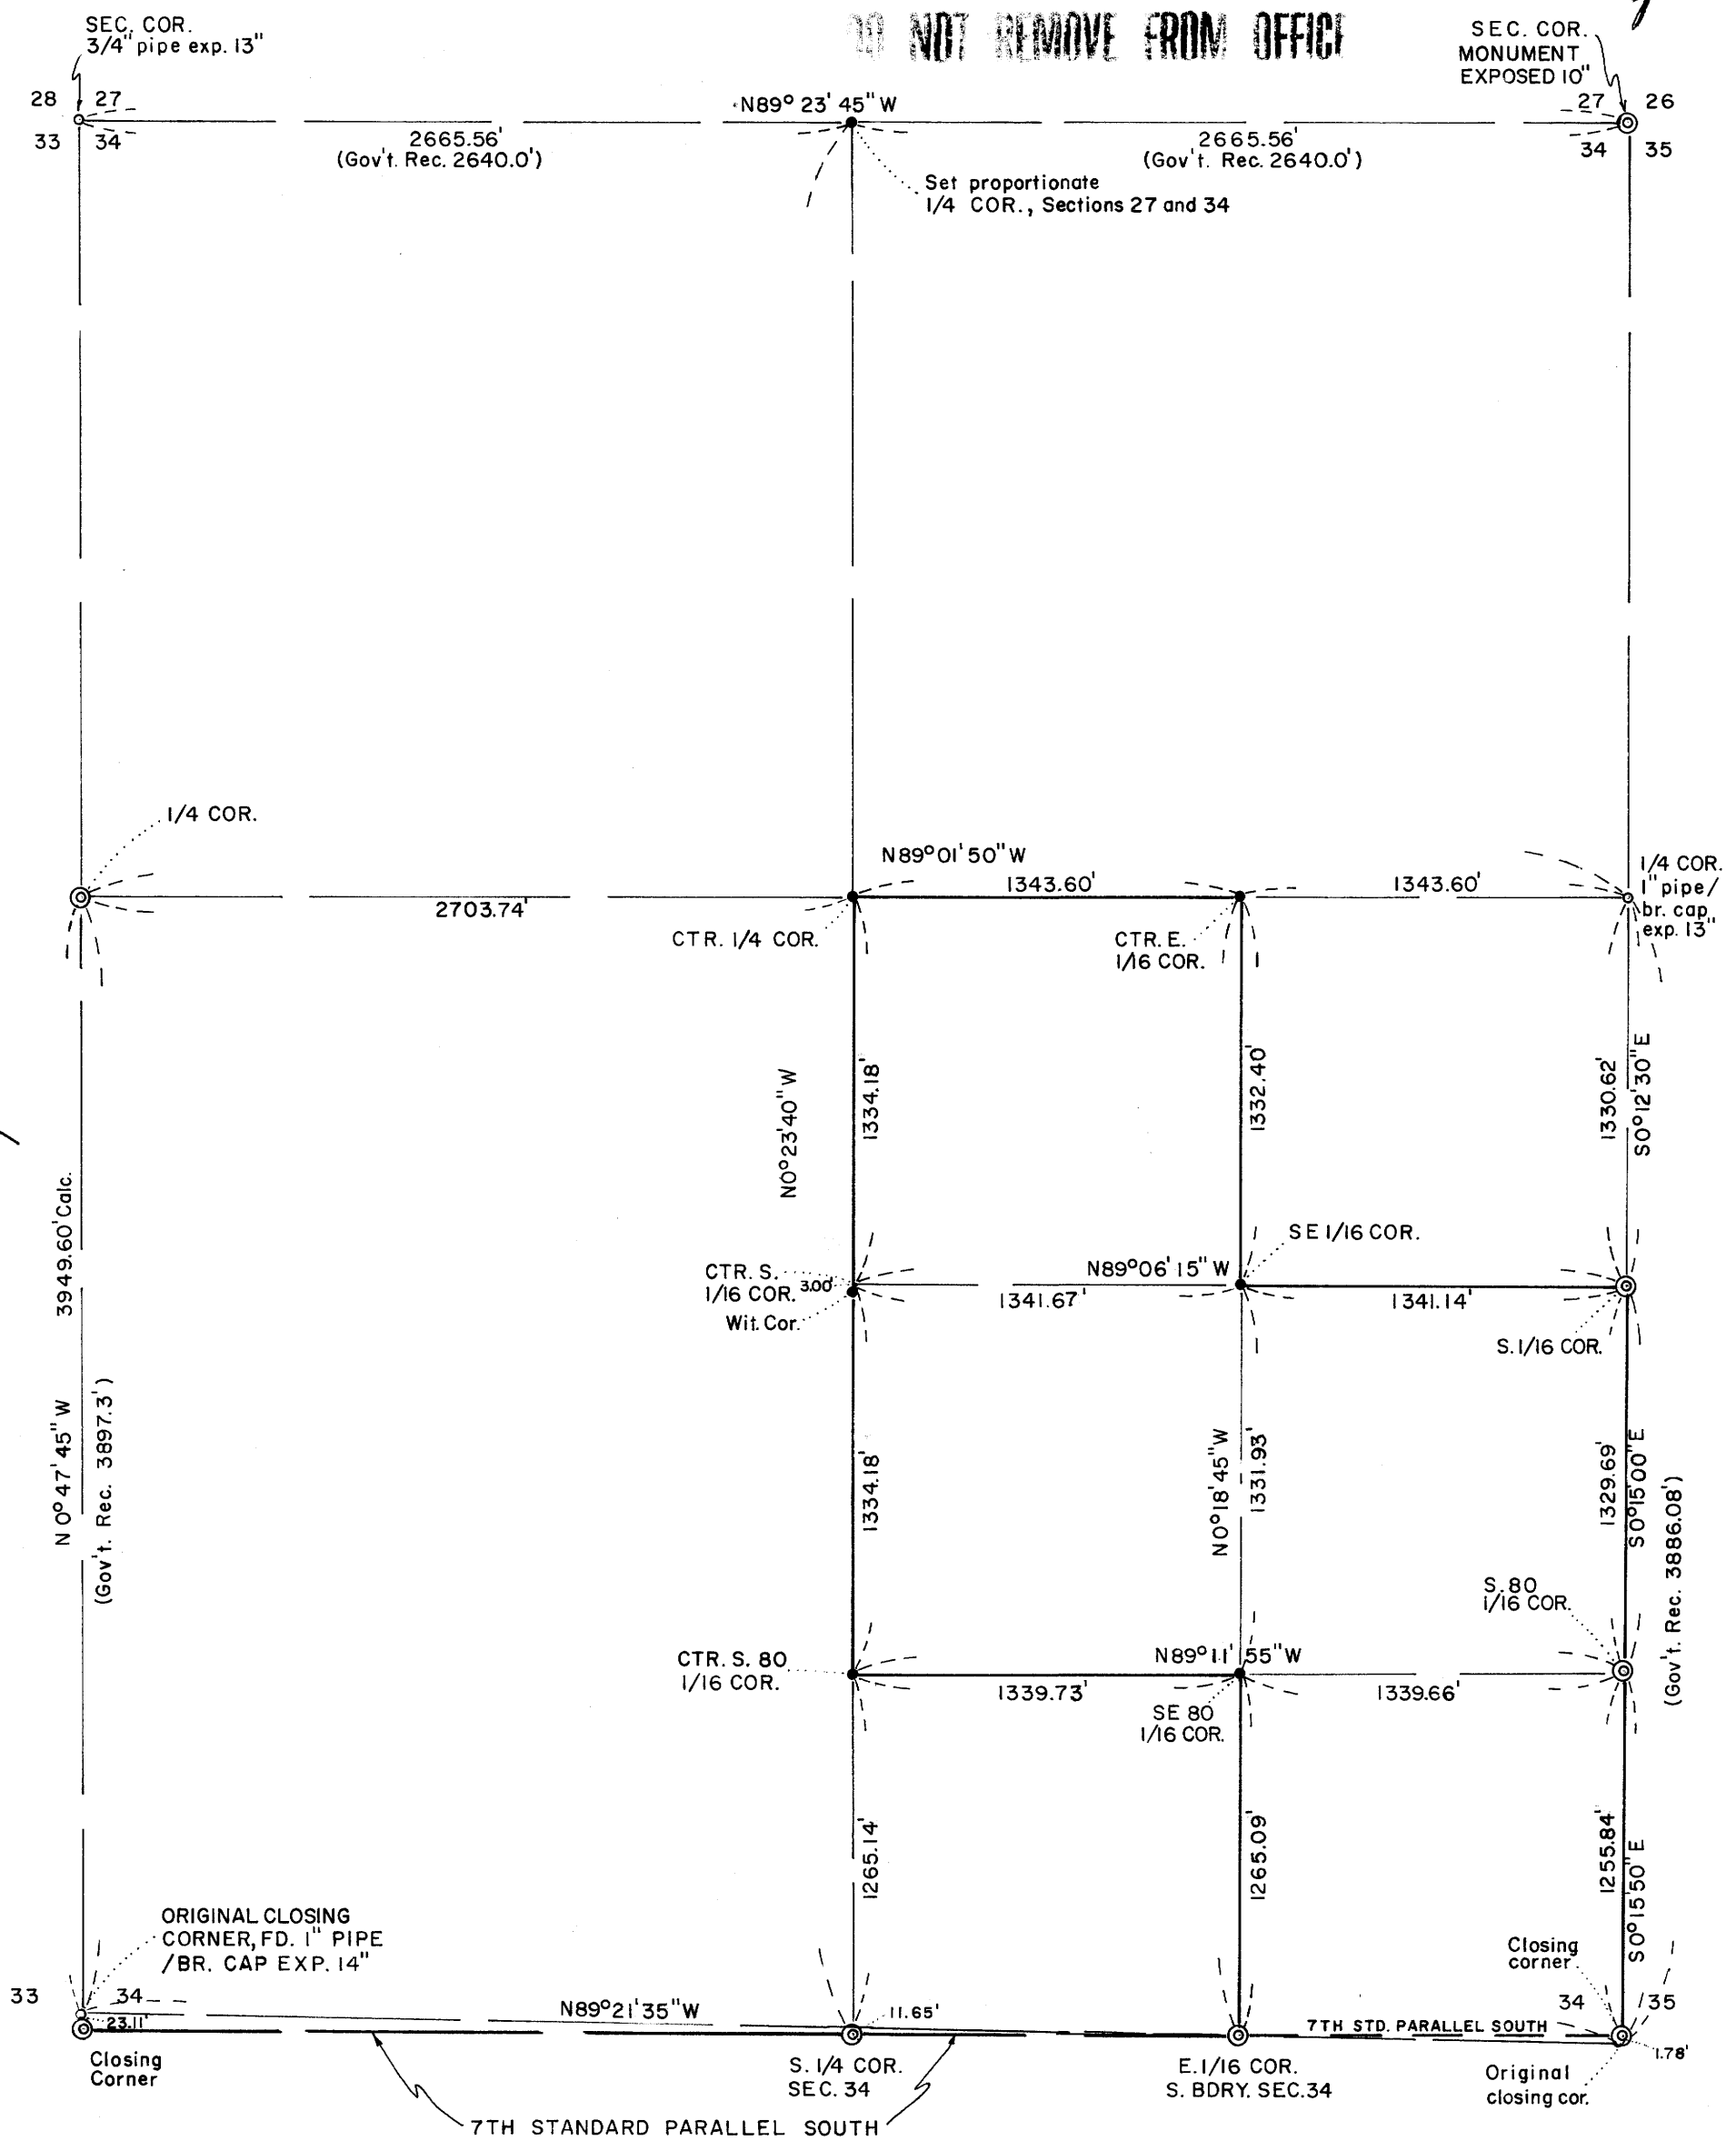 DO NOT REMOVE FROM OFFICE
SEC. COR.
3/4" pipe exp. 13"
SEC. COR.
MONUMENT
EXPOSED 10"
28 27
33 34
N89° 23' 45" W
27 26
34 35
2665.56'
(Gov't. Rec. 2640.0')
2665.56'
(Gov't. Rec. 2640.0')
Set proportionate
1/4 COR., Sections 27 and 34
1/4 COR.
N89°01'50" W
1343.60'
1343.60'
1/4 COR.
1" pipe/
br. cap
exp. 13"
2703.74'
CTR. 1/4 COR.
CTR. E.
1/16 COR.
N0°23'40" W
1334.18'
1332.40'
1330.62'
S0°12'30" E
3949.60' Calc.
N 0°47'45" W
(Gov't. Rec. 3897.3')
CTR. S.
1/16 COR. 3.00'
Wit. Cor.
N89°06'15" W
SE 1/16 COR.
1341.67'
1341.14'
S. 1/16 COR.
1334.18'
N0°18'45" W
1331.93'
1329.69'
S0°15'00" E
(Gov't. Rec. 3886.08')
S. 80
1/16 COR.
CTR. S. 80
1/16 COR.
N89°11'55" W
1339.73'
1339.66'
SE 80
1/16 COR.
1265.14'
1265.09'
1255.84'
S0°15'50" E
ORIGINAL CLOSING
CORNER, FD. 1" PIPE
/BR. CAP EXP. 14"
Closing
corner
33 34
23.11'
N89°21'35" W
11.65'
34 35
7TH STD. PARALLEL SOUTH
1.78'
Closing
Corner
S. 1/4 COR.
SEC. 34
E. 1/16 COR.
S. BDRY. SEC. 34
Original
closing cor.
7TH STANDARD PARALLEL SOUTH